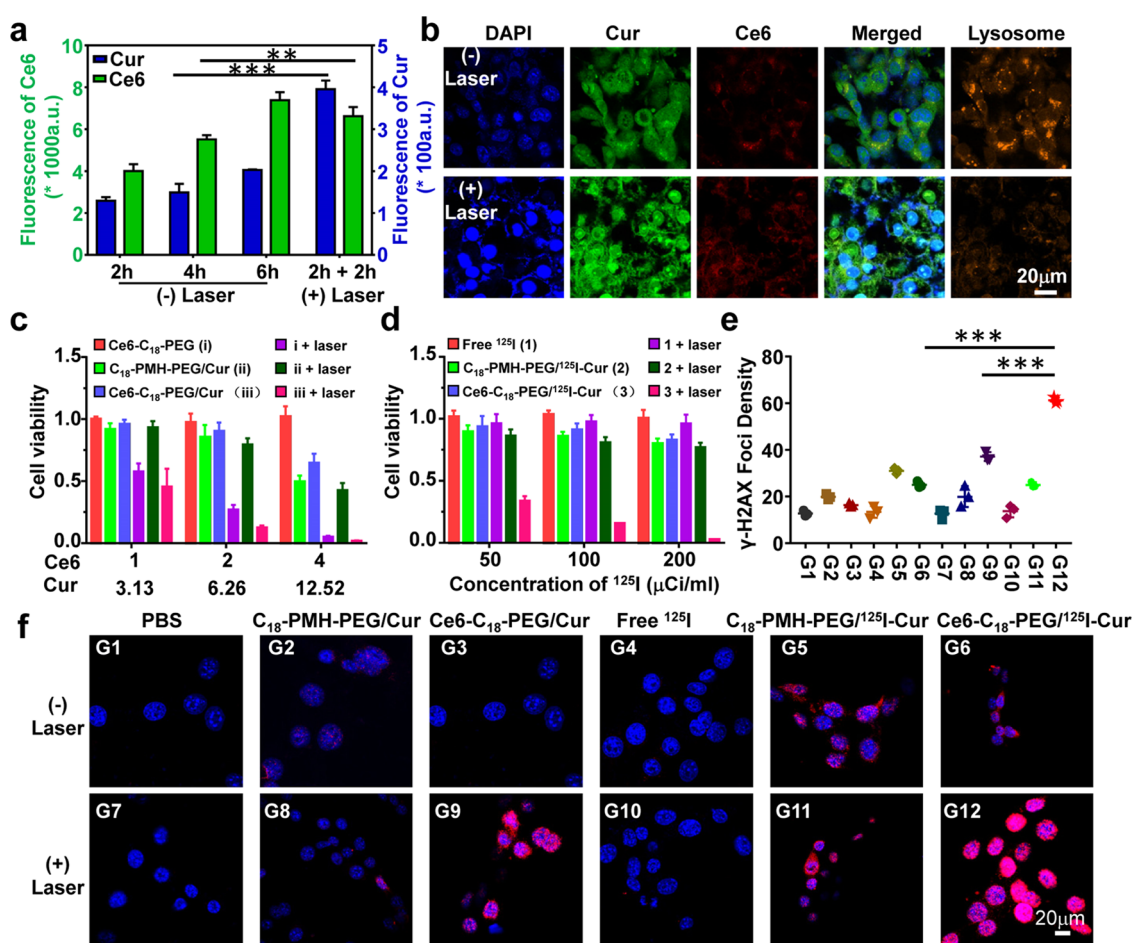 a
Fluorescence of Ce6
(* 1000a.u.)
10
8
6
4
2
0
Cur
Ce6
**
***
5
4
3
2
1
0
Fluorescence of Cur
(* 100a.u.)
2h 4h 6h 2h + 2h
(-) Laser (+) Laser
b
DAPI Cur Ce6 Merged Lysosome
(-)
Laser
(+)
Laser
20μm
c
Cell viability
1.5
1.0
0.5
0.0
Ce6-C18-PEG (i) i + laser
C18-PMH-PEG/Cur (ii) ii + laser
Ce6-C18-PEG/Cur (iii) iii + laser
Ce6 1 2 4
Cur 3.13 6.26 12.52
d
Cell viability
1.5
1.0
0.5
0.0
Free 125I (1) 1 + laser
C18-PMH-PEG/125I-Cur (2) 2 + laser
Ce6-C18-PEG/125I-Cur (3) 3 + laser
50 100 200
Concentration of 125I (μCi/ml)
e
γ-H2AX Foci Density
80
60
40
20
0
***
***
G1 G2 G3 G4 G5 G6 G7 G8 G9 G10 G11 G12
f
PBS C18-PMH-PEG/Cur Ce6-C18-PEG/Cur Free 125I C18-PMH-PEG/125I-Cur Ce6-C18-PEG/125I-Cur
(-)
Laser
G1 G2 G3 G4 G5 G6
(+)
Laser
G7 G8 G9 G10 G11 G12
20μm